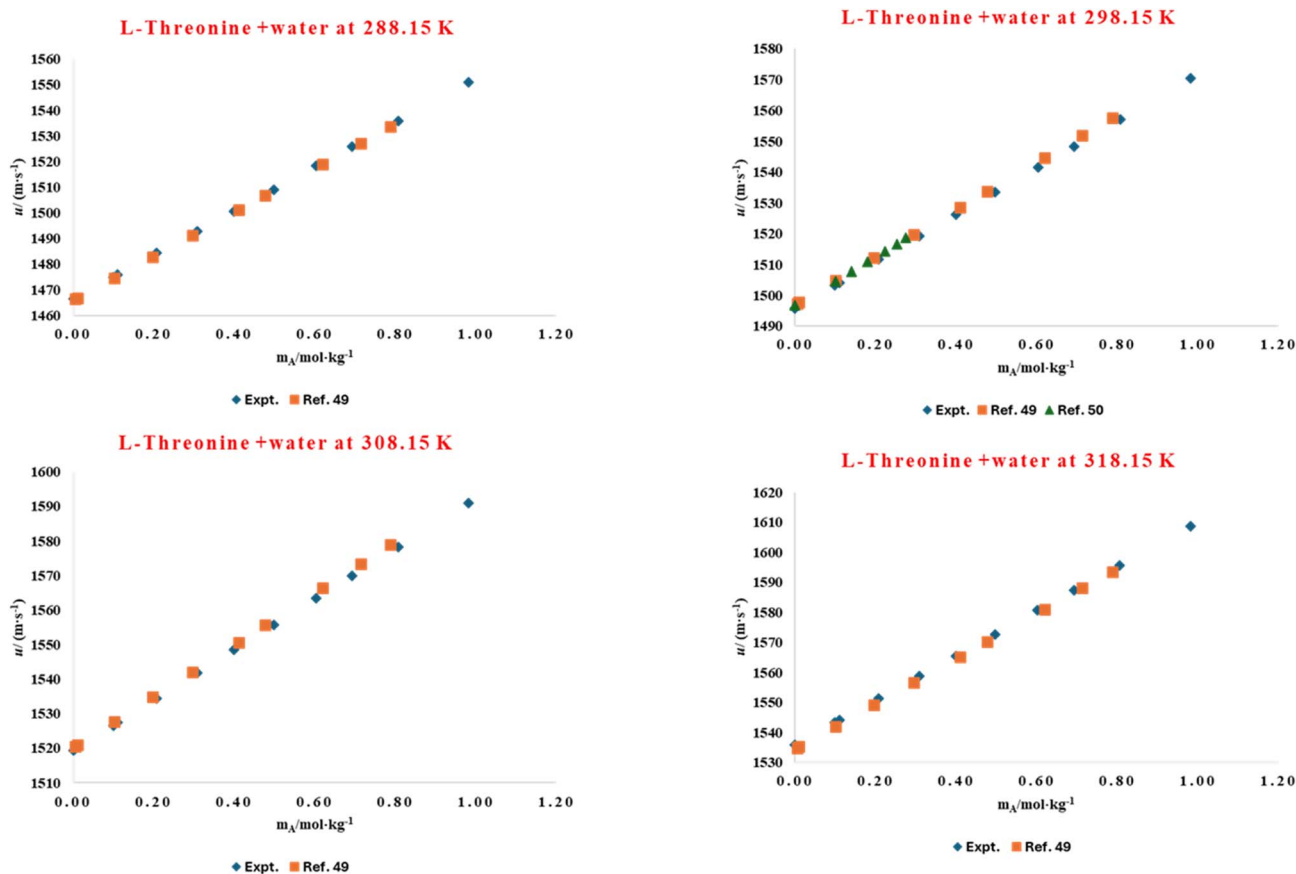 L-Threonine +water at 288.15 K
1560
1550
1540
1530
1520
1510
1500
1490
1480
1470
1460
u/ (m·s⁻¹)
0.00 0.20 0.40 0.60 0.80 1.00 1.20
mA/mol·kg⁻¹
Expt. Ref. 49
L-Threonine +water at 298.15 K
1580
1570
1560
1550
1540
1530
1520
1510
1500
1490
u/ (m·s⁻¹)
0.00 0.20 0.40 0.60 0.80 1.00 1.20
mA/mol·kg⁻¹
Expt. Ref. 49 Ref. 50
L-Threonine +water at 308.15 K
1600
1590
1580
1570
1560
1550
1540
1530
1520
1510
u/ (m·s⁻¹)
0.00 0.20 0.40 0.60 0.80 1.00 1.20
mA/mol·kg⁻¹
Expt. Ref. 49
L-Threonine +water at 318.15 K
1620
1610
1600
1590
1580
1570
1560
1550
1540
1530
u/ (m·s⁻¹)
0.00 0.20 0.40 0.60 0.80 1.00 1.20
mA/mol·kg⁻¹
Expt. Ref. 49